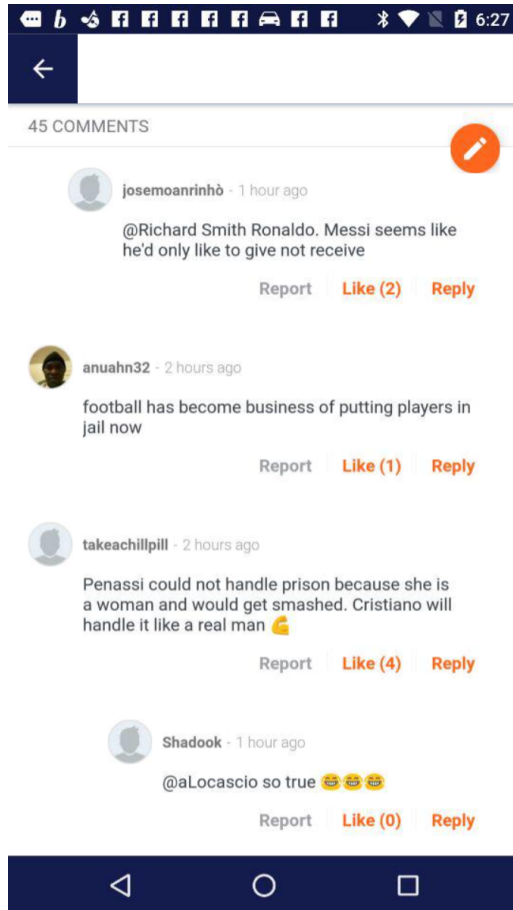 6:27
45 COMMENTS
josemoanrinhò - 1 hour ago
@Richard Smith Ronaldo. Messi seems like
he'd only like to give not receive
Report Like (2) Reply
anuahn32 - 2 hours ago
football has become business of putting players in
jail now
Report Like (1) Reply
takeachillpill - 2 hours ago
Penassi could not handle prison because she is
a woman and would get smashed. Cristiano will
handle it like a real man 💪
Report Like (4) Reply
Shadook - 1 hour ago
@aLocascio so true 😂😂😂
Report Like (0) Reply